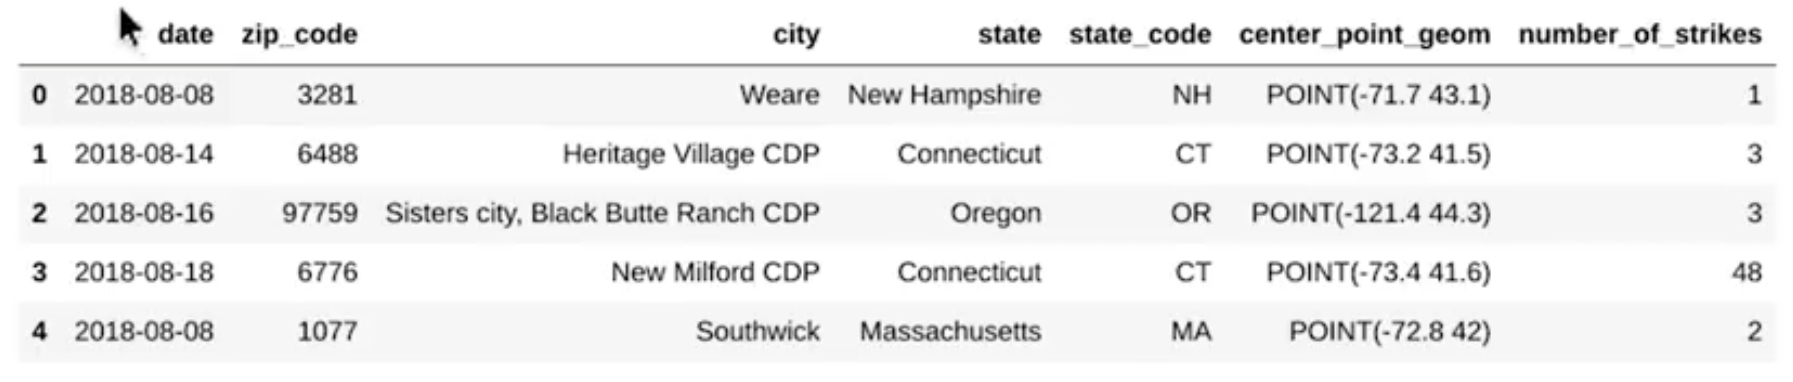 date zip_code city state state_code center_point_geom number_of_strikes
0 2018-08-08 3281 Weare New Hampshire NH POINT(-71.7 43.1) 1
1 2018-08-14 6488 Heritage Village CDP Connecticut CT POINT(-73.2 41.5) 3
2 2018-08-16 97759 Sisters city, Black Butte Ranch CDP Oregon OR POINT(-121.4 44.3) 3
3 2018-08-18 6776 New Milford CDP Connecticut CT POINT(-73.4 41.6) 48
4 2018-08-08 1077 Southwick Massachusetts MA POINT(-72.8 42) 2